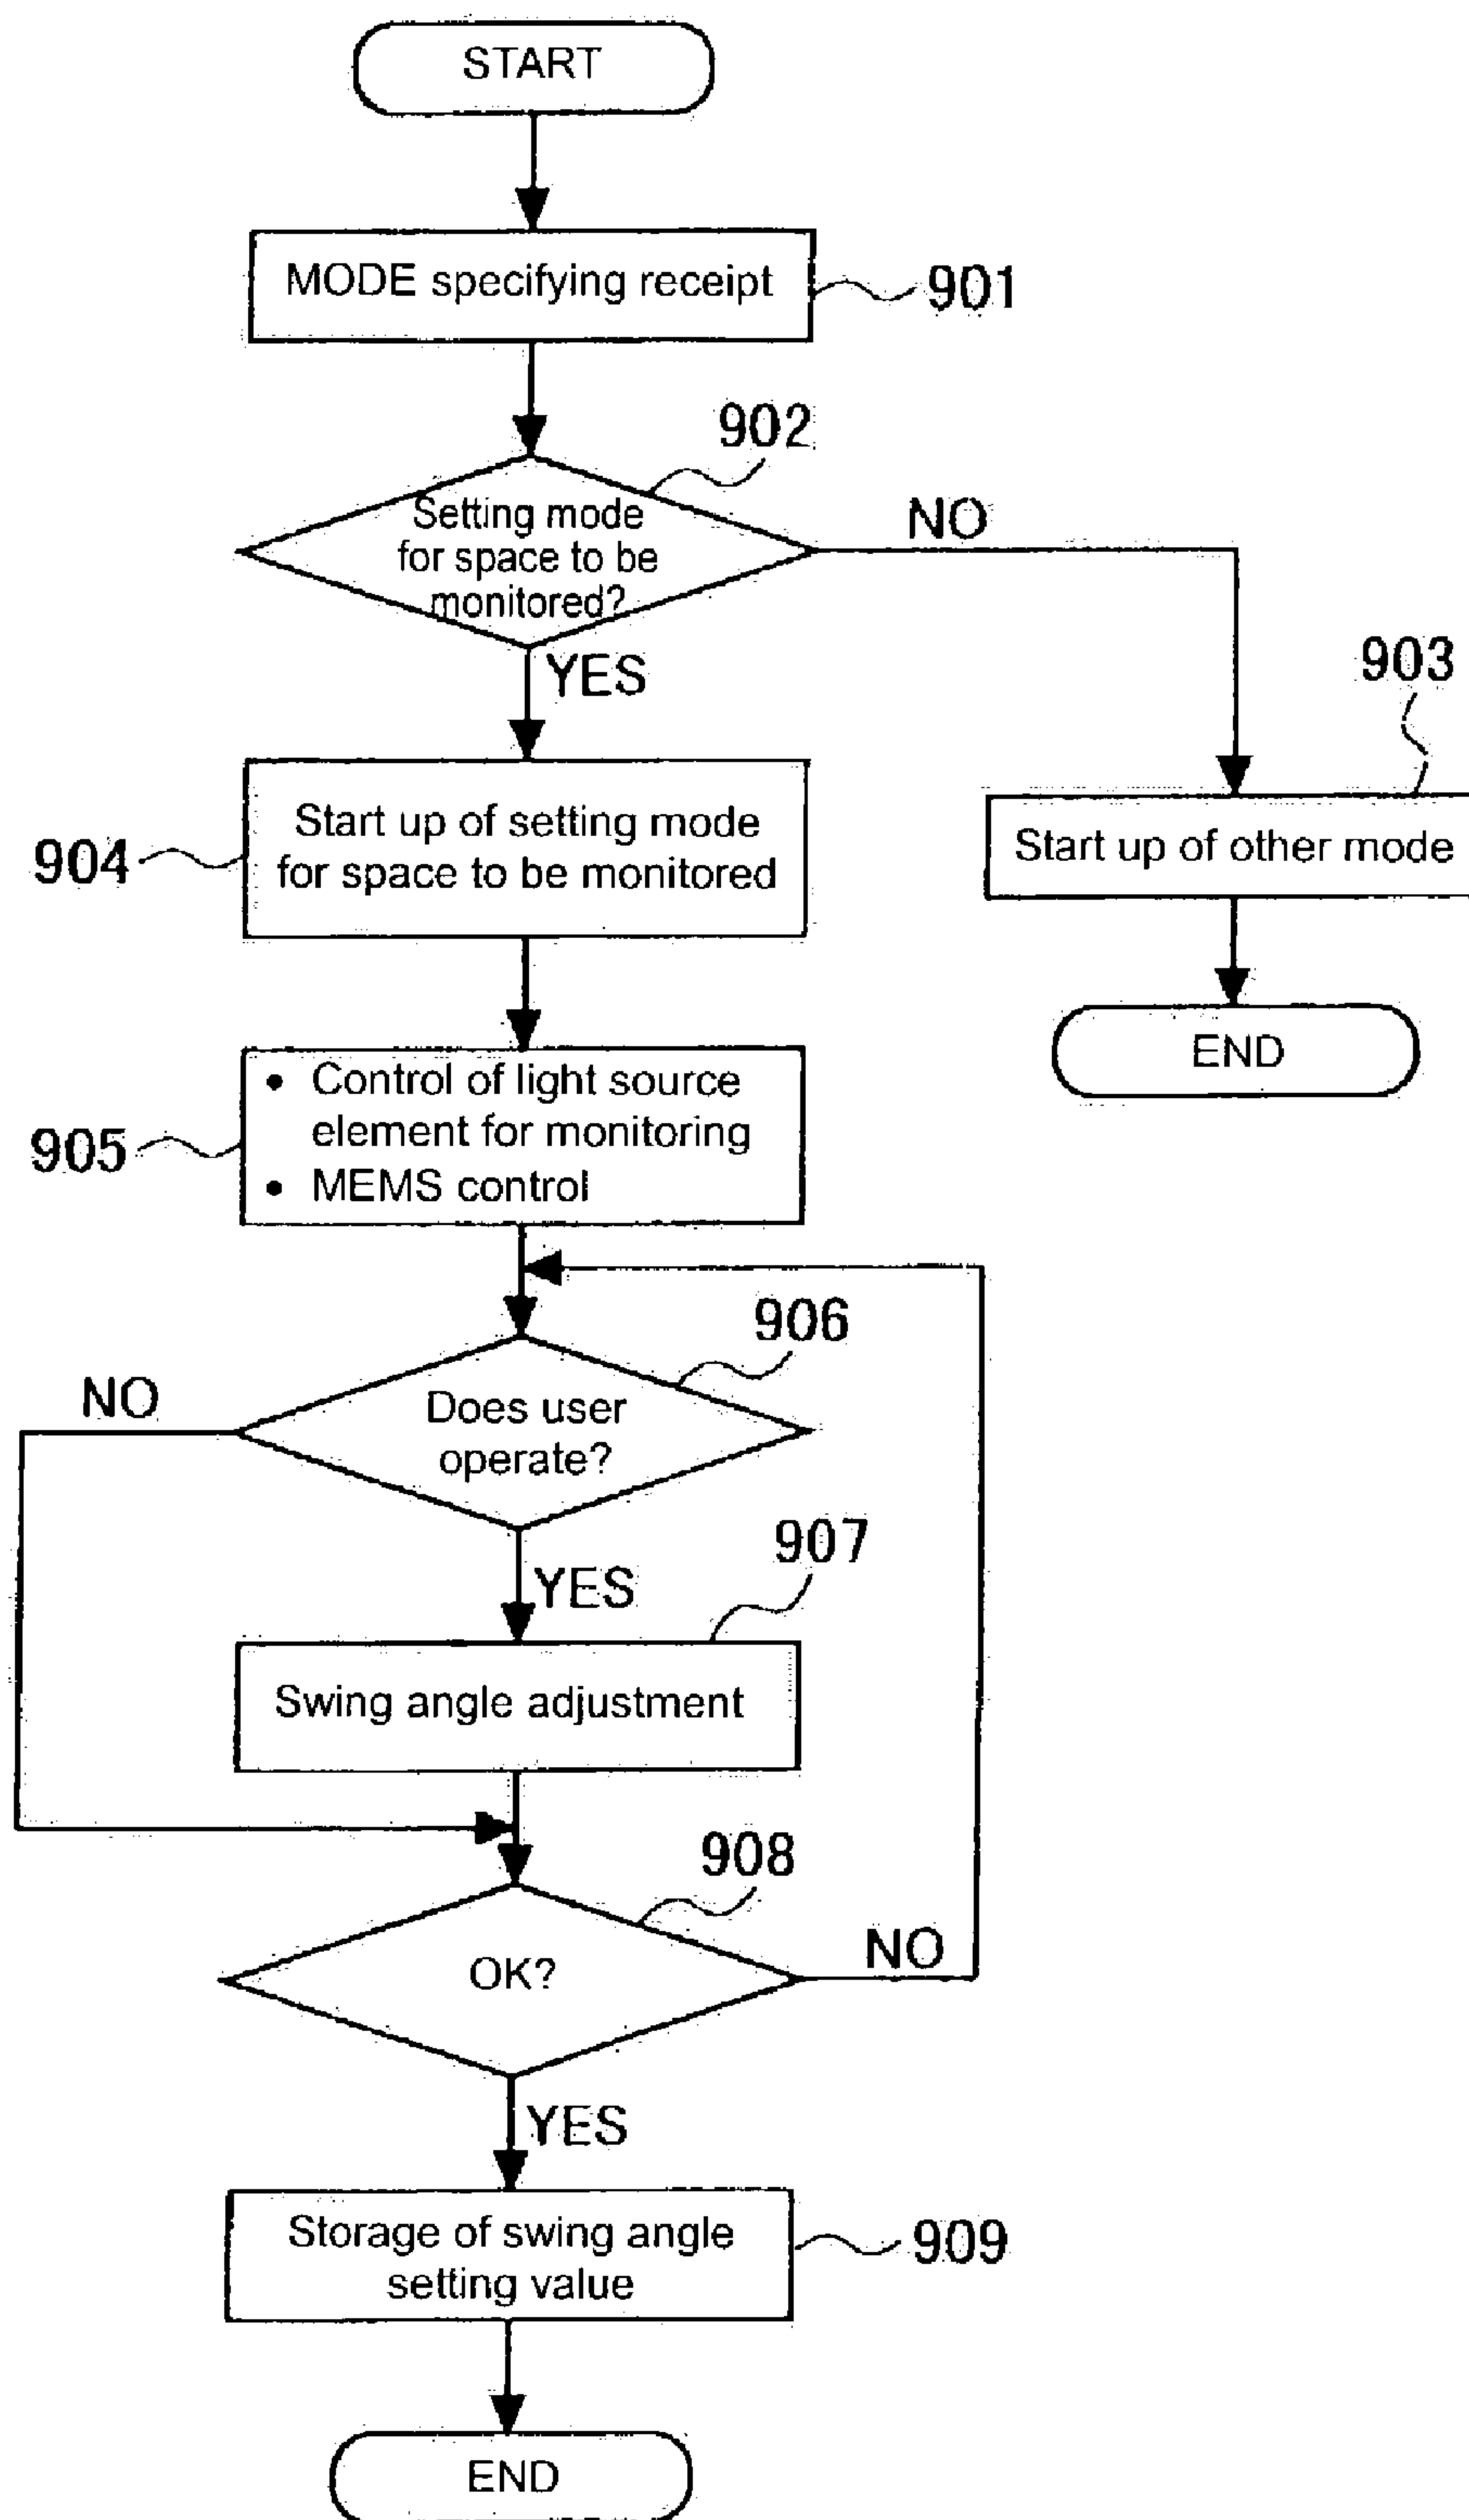 START
MODE specifying receipt
901
902
Setting mode
for space to be
monitored?
NO
YES
903
Start up of other mode
END
904
Start up of setting mode
for space to be monitored
905
• Control of light source
element for monitoring
• MEMS control
906
Does user
operate?
NO
YES
907
Swing angle adjustment
908
OK?
NO
YES
Storage of swing angle
setting value
909
END